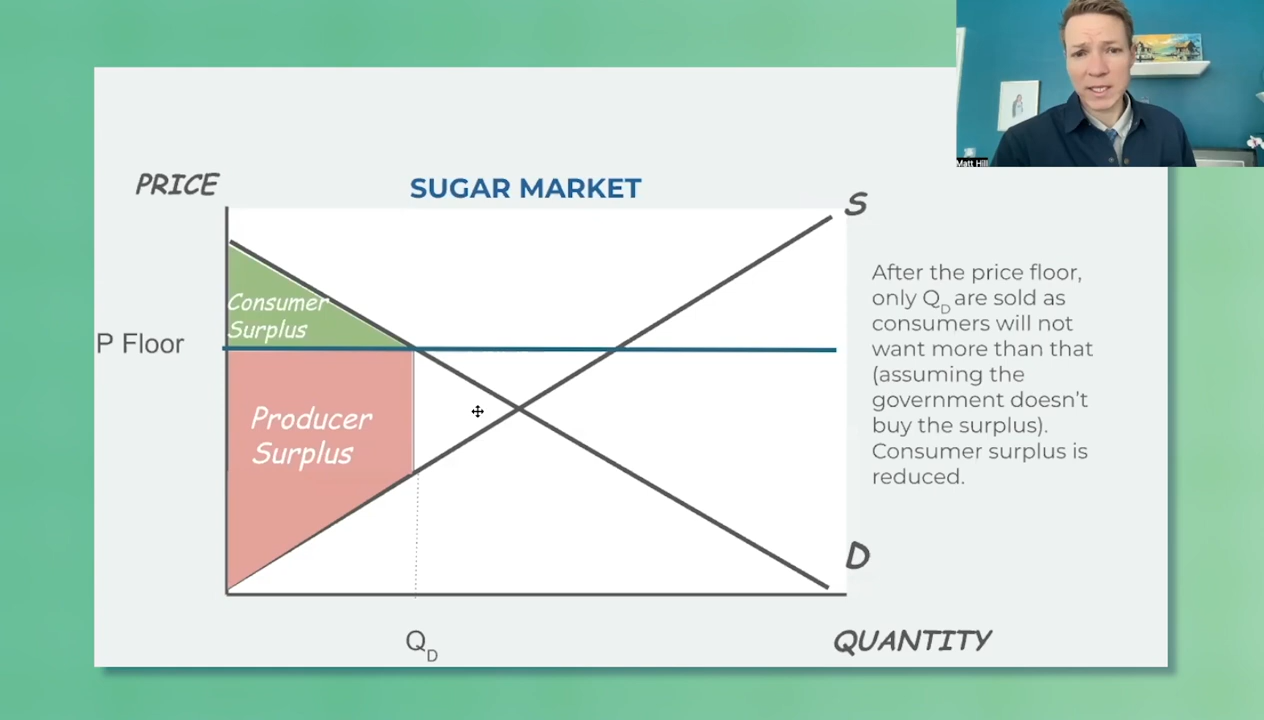 Matt Hill
PRICE
SUGAR MARKET
S
Consumer
Surplus
P Floor
Producer
Surplus
After the price floor,
only QD are sold as
consumers will not
want more than that
(assuming the
government doesn't
buy the surplus).
Consumer surplus is
reduced.
D
QD
QUANTITY